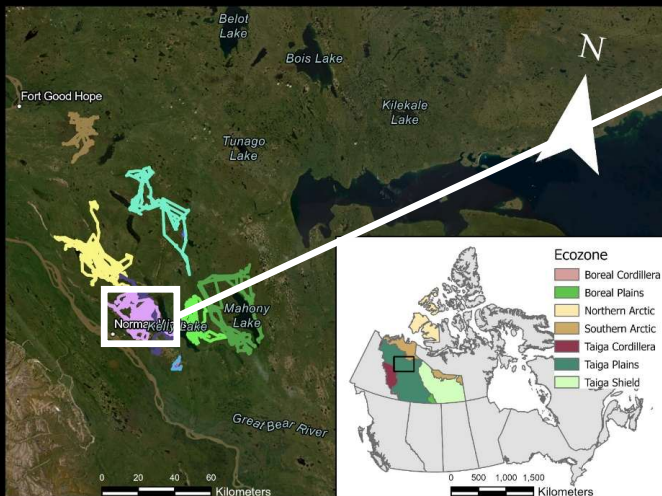 Belot
Lake
Bois Lake
N
Fort Good Hope
Kilekale
Lake
Tunago
Lake
Mahony
Lake
Kelly Lake
Great Bear River
0 20 40 60
Kilometers
Ecozone
Boreal Cordillera
Boreal Plains
Northern Arctic
Southern Arctic
Taiga Cordillera
Taiga Plains
Taiga Shield
0 500 1,000 1,500
Kilometers